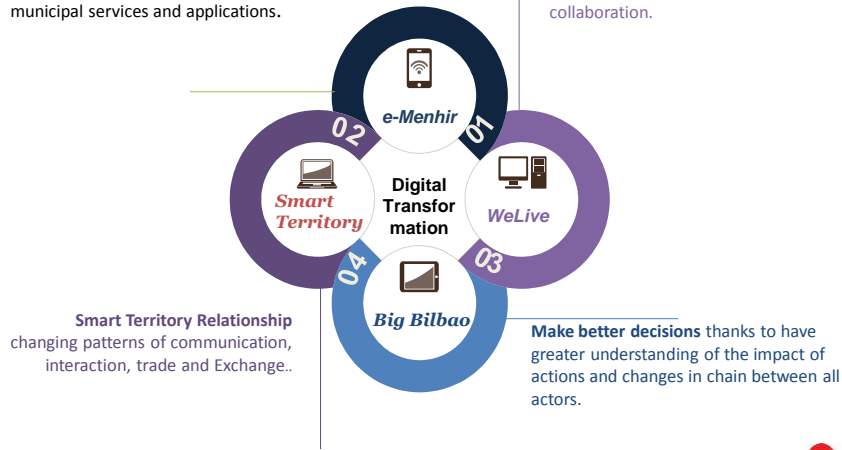 municipal services and applications.
collaboration.
e-Menhir
01
02
Smart
Territory
Digital
Transfor
mation
WeLive
03
04
Big Bilbao
Smart Territory Relationship
changing patterns of communication,
interaction, trade and Exchange..
Make better decisions thanks to have
greater understanding of the impact of
actions and changes in chain between all
actors.